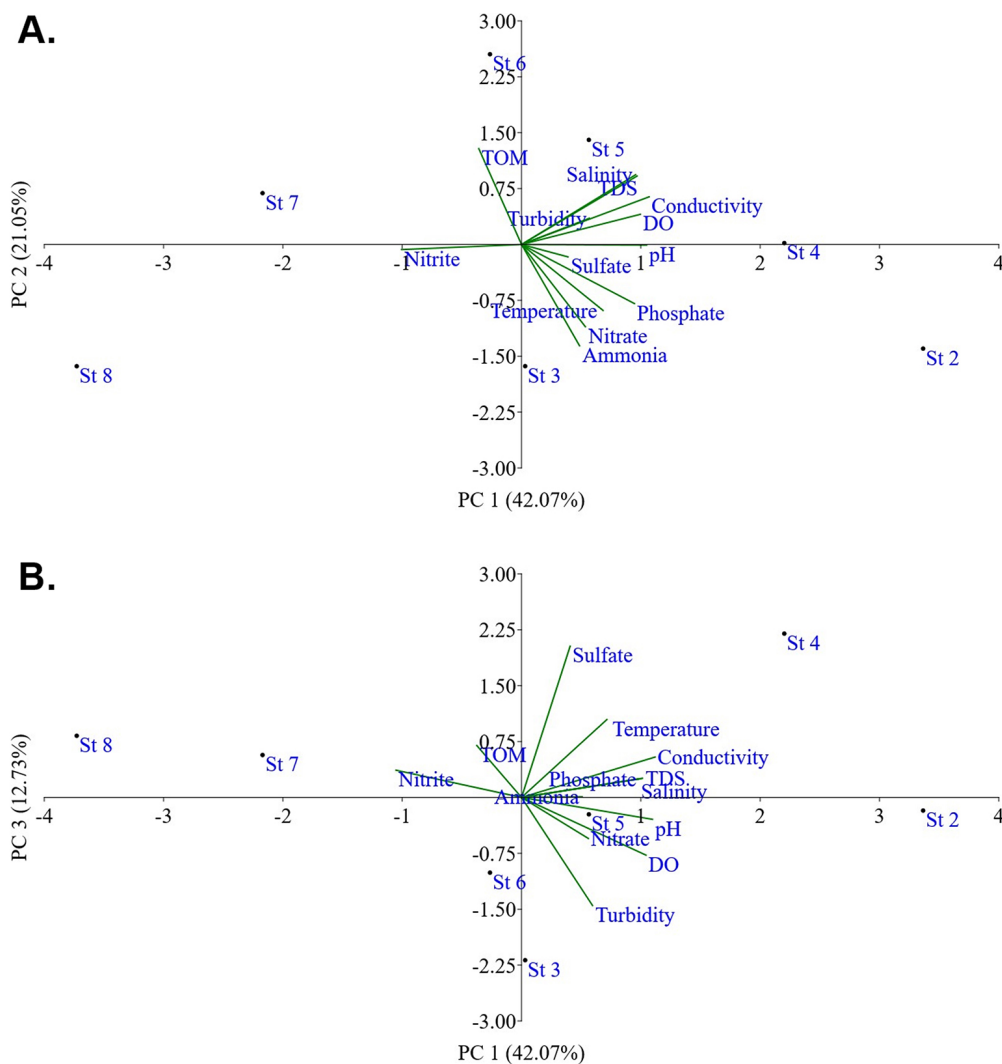 A.
3.00
St 6
2.25
1.50
St 5
TOM
Salinity
0.75
TDS
St 7
Conductivity
Turbidity
DO
-4
-3
-2
-1
Nitrite
Sulfate
1
pH
2
St 4
3
4
PC 2 (21.05%)
-0.75
Temperature
Phosphate
Nitrate
-1.50
Ammonia
St 2
St 8
St 3
-2.25
-3.00
PC 1 (42.07%)
B.
3.00
St 4
2.25
Sulfate
1.50
Temperature
St 8
0.75
TOM
Conductivity
St 7
Nitrite
Phosphate
TDS
Salinity
Ammonia
-4
-3
-2
-1
1
2
3
4
St 5
St 2
pH
Nitrate
PC 3 (12.73%)
-0.75
DO
St 6
-1.50
Turbidity
-2.25
St 3
-3.00
PC 1 (42.07%)